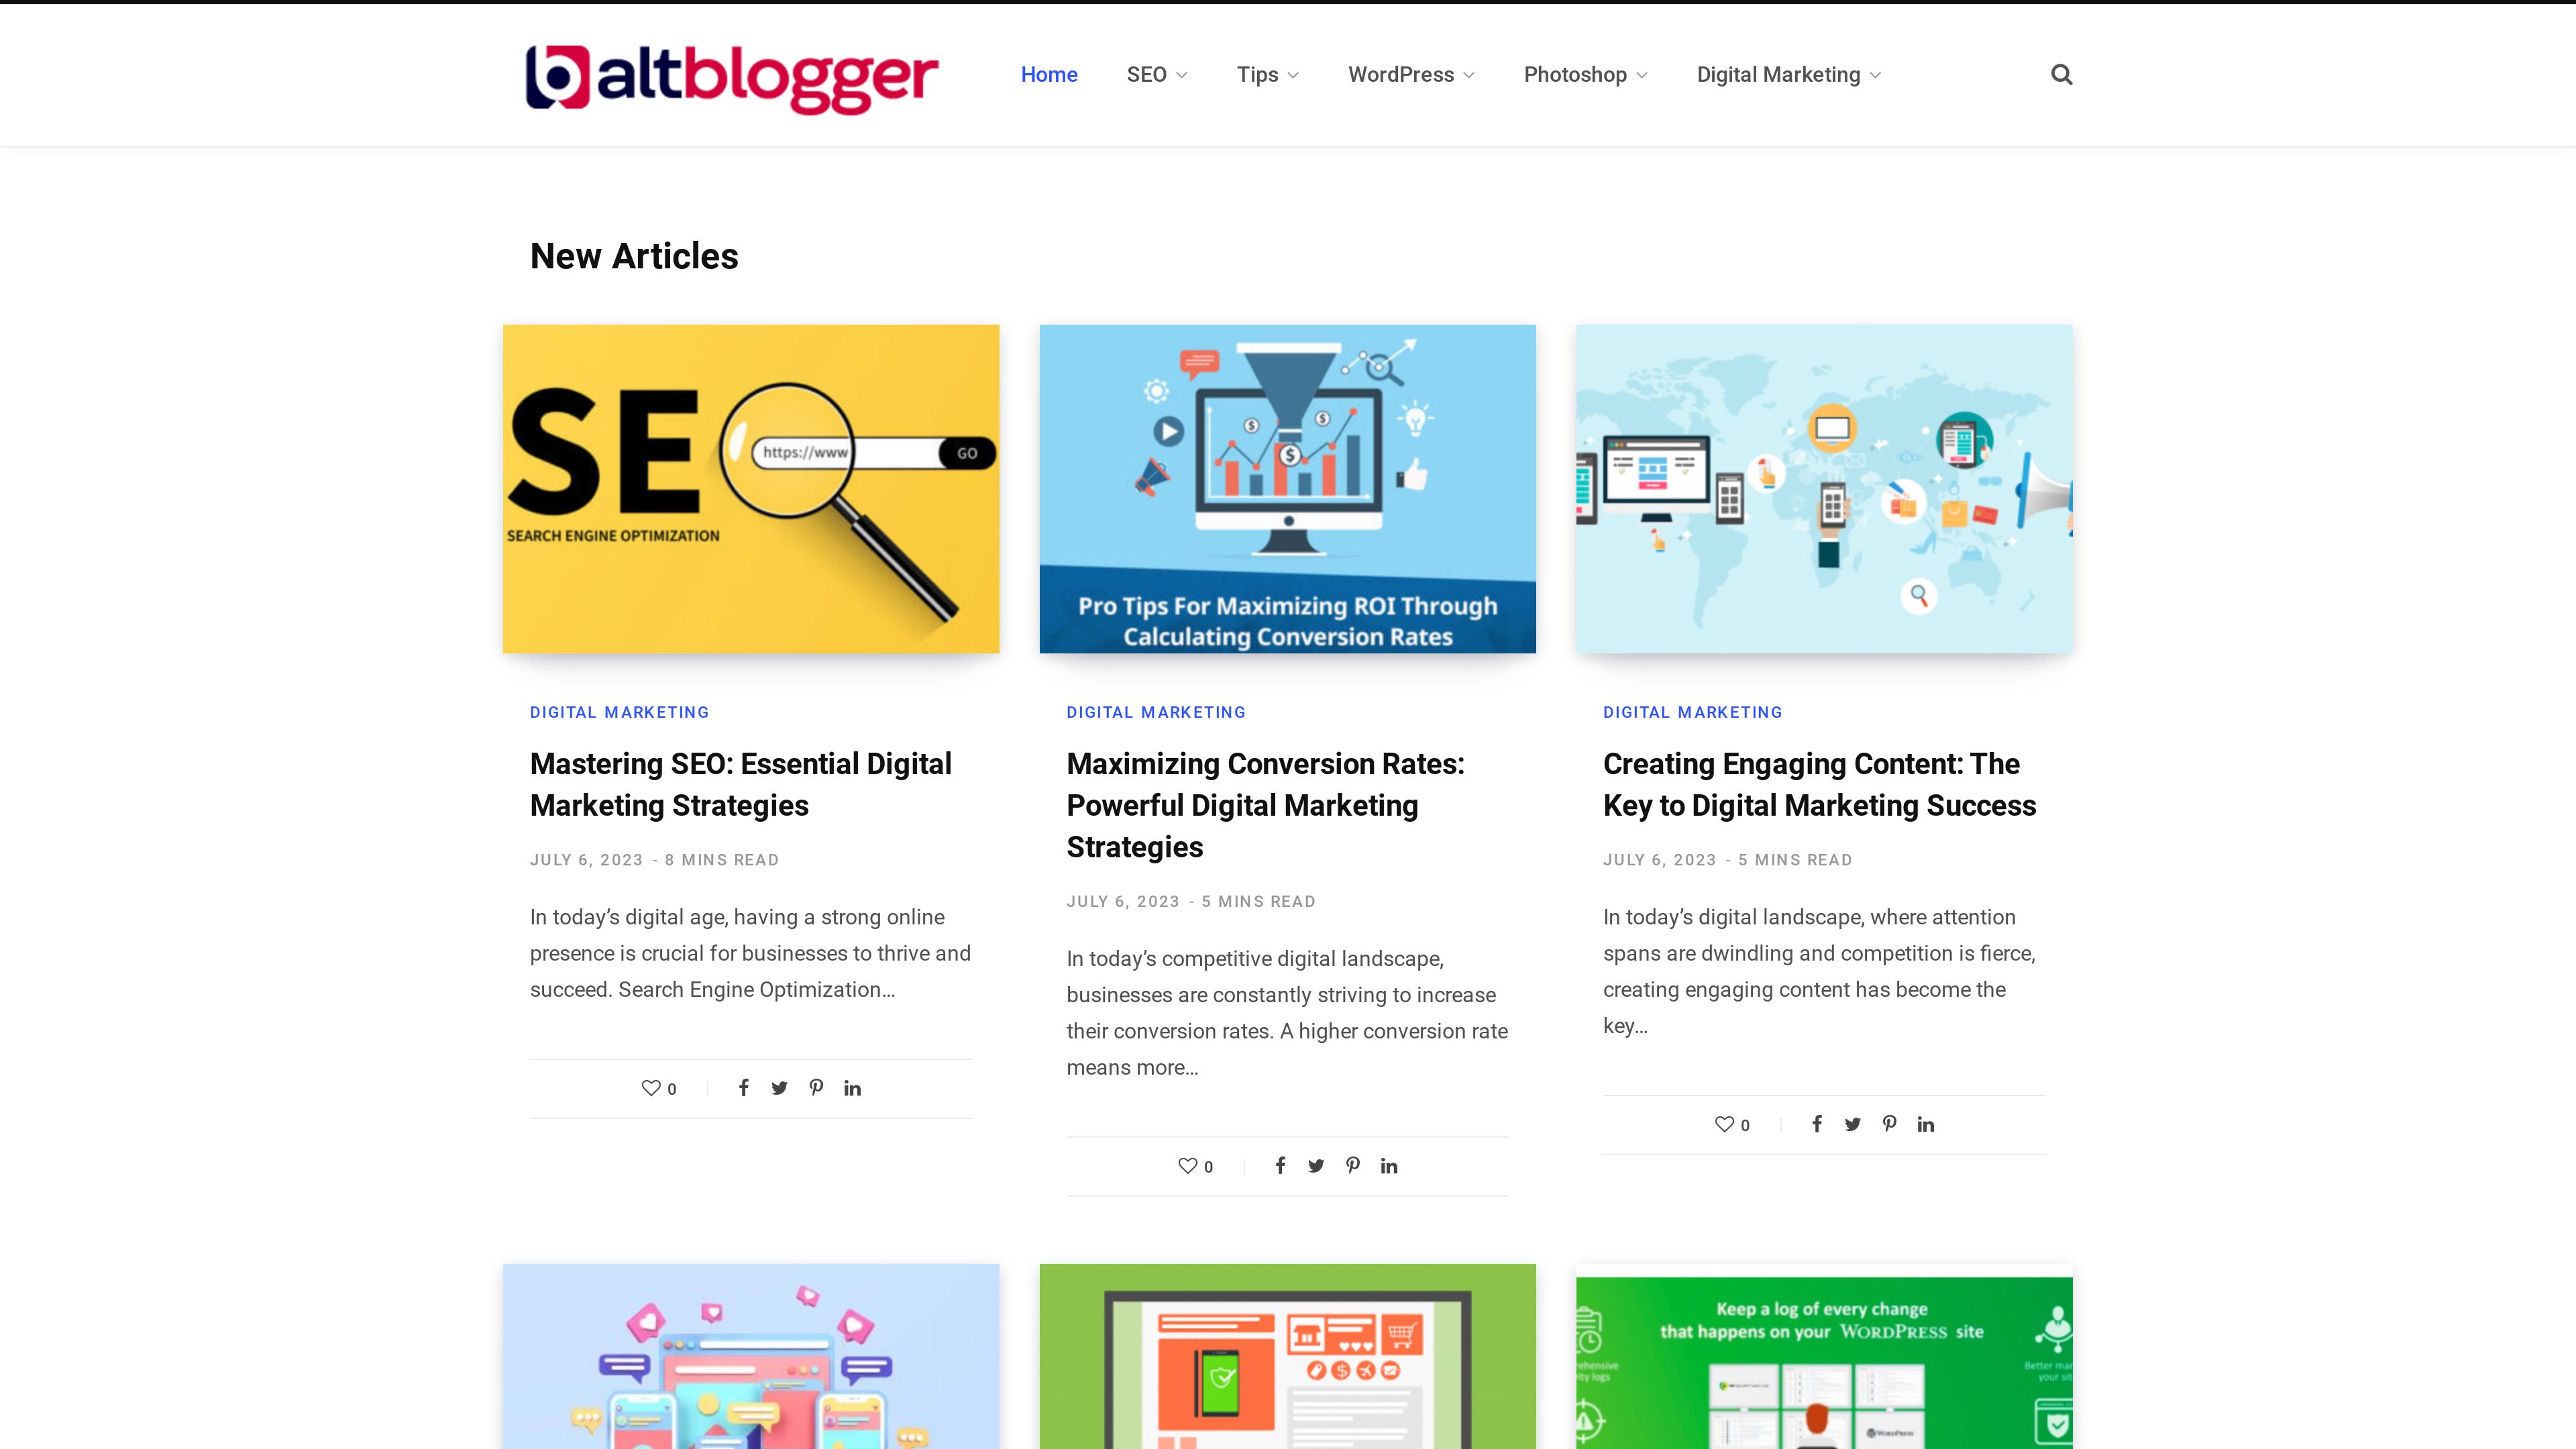 altblogger
Home
SEO
Tips
WordPress
Photoshop
Digital Marketing
New Articles
SE
https://www
GO
SEARCH ENGINE OPTIMIZATION
Pro Tips For Maximizing ROI Through
Calculating Conversion Rates
DIGITAL MARKETING
Mastering SEO: Essential Digital
Marketing Strategies
JULY 6, 2023 - 8 MINS READ
In today’s digital age, having a strong online
presence is crucial for businesses to thrive and
succeed. Search Engine Optimization…
0
DIGITAL MARKETING
Maximizing Conversion Rates:
Powerful Digital Marketing
Strategies
JULY 6, 2023 - 5 MINS READ
In today’s competitive digital landscape,
businesses are constantly striving to increase
their conversion rates. A higher conversion rate
means more…
0
DIGITAL MARKETING
Creating Engaging Content: The
Key to Digital Marketing Success
JULY 6, 2023 - 5 MINS READ
In today’s digital landscape, where attention
spans are dwindling and competition is fierce,
creating engaging content has become the
key…
0
Keep a log of every change
that happens on your WORDPRESS site
Better
your
logs
WORDPRESS